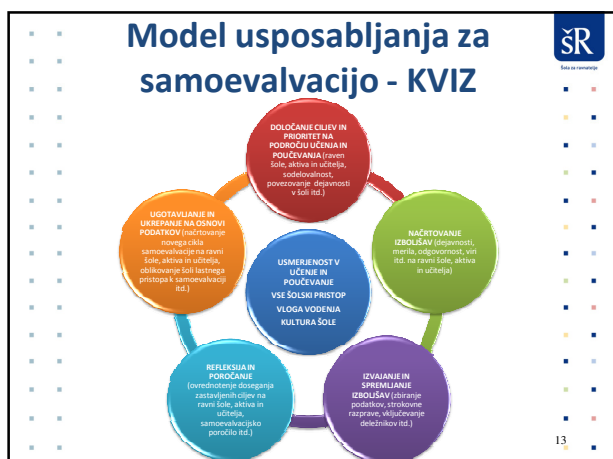 Model usposabljanja za
samoevalvacijo - KVIZ
šR
Šola za ravnatelje
DOLOČANJE CILJEV IN
PRIORITET NA
PODROČJU UČENJA IN
POUČEVANJA (raven
šole, aktiva in učitelja,
sodelovalnost,
povezovanje dejavnosti
v šoli itd.)
NAČRTOVANJE
IZBOLJŠAV (dejavnosti,
merila, odgovornost, viri
itd. na ravni šole, aktiva
in učitelja)
IZVAJANJE IN
SPREMLJANJE
IZBOLJŠAV (zbiranje
podatkov, strokovne
razprave, vključevanje
deležnikov itd.)
REFLEKSIJA IN
POROČANJE
(ovrednotenje doseganja
zastavljenih ciljev na
ravni šole, aktiva in
učitelja,
samoevalvacijsko
poročilo itd.)
UGOTAVLJANJE IN
UKREPANJE NA OSNOVI
PODATKOV (načrtovanje
novega cikla
samoevalvacije na ravni
šole, aktiva in učitelja,
oblikovanje šoli lastnega
pristopa k samoevalvaciji
itd.)
USMERJENOST V
UČENJE IN
POUČEVANJE
VSE ŠOLSKI PRISTOP
VLOGA VODENJA
KULTURA ŠOLE
13